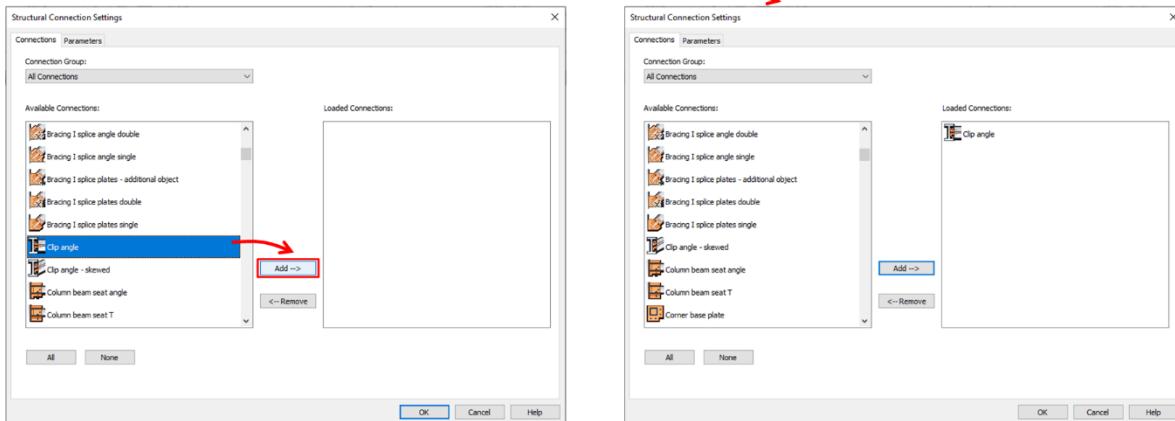 Structural Connection Settings
Connections Parameters
Connection Group:
All Connections
Available Connections:
Loaded Connections:
Bracing I splice angle double
Bracing I splice angle single
Bracing I splice plates - additional object
Bracing I splice plates double
Bracing I splice plates single
Clip angle
Clip angle - skewed
Column beam seat angle
Column beam seat T
Add -->
<-- Remove
All None
OK Cancel Help
Structural Connection Settings
Connections Parameters
Connection Group:
All Connections
Available Connections:
Loaded Connections:
Bracing I splice angle double
Bracing I splice angle single
Bracing I splice plates - additional object
Bracing I splice plates double
Bracing I splice plates single
Clip angle - skewed
Column beam seat angle
Column beam seat T
Corner base plate
Clip angle
Add -->
<-- Remove
All None
OK Cancel Help